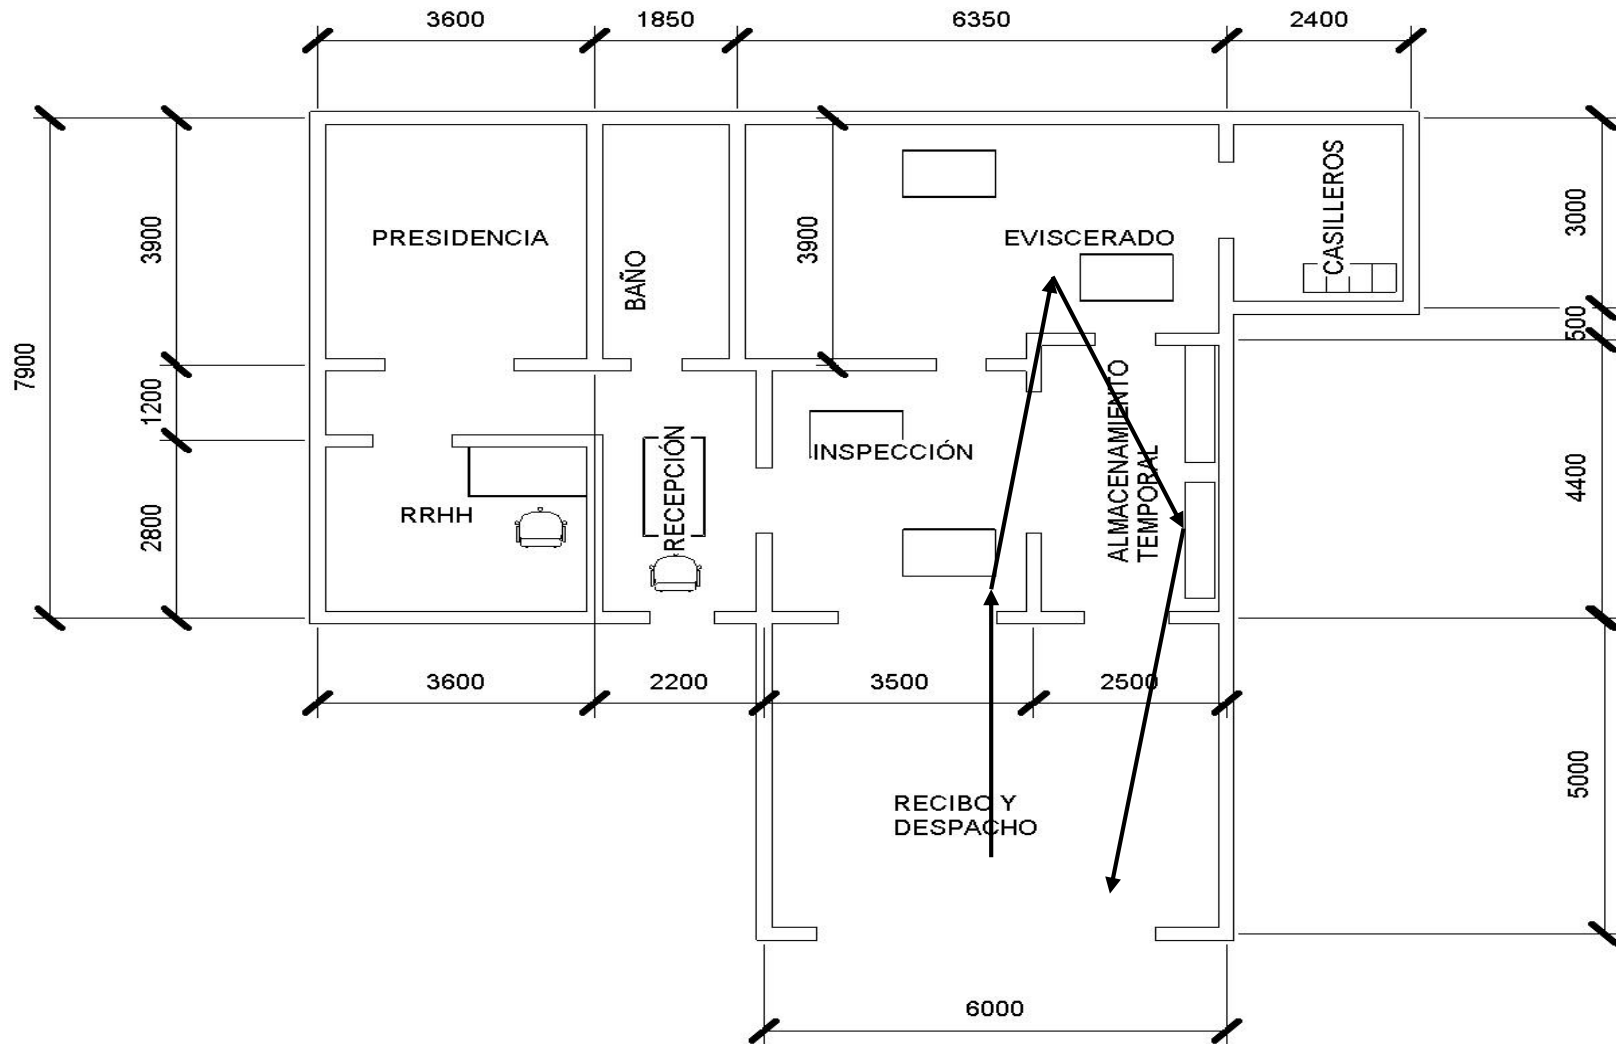 3600
1850
6350
2400
7900
3900
1200
2800
PRESIDENCIA
BAÑO
3900
EVISCERADO
CASILLEROS
3000
500
4400
5000
RRHH
RECEPCIÓN
INSPECCIÓN
ALMACENAMIENTO
TEMPORAL
3600
2200
3500
2500
RECIBO Y
DESPACHO
6000